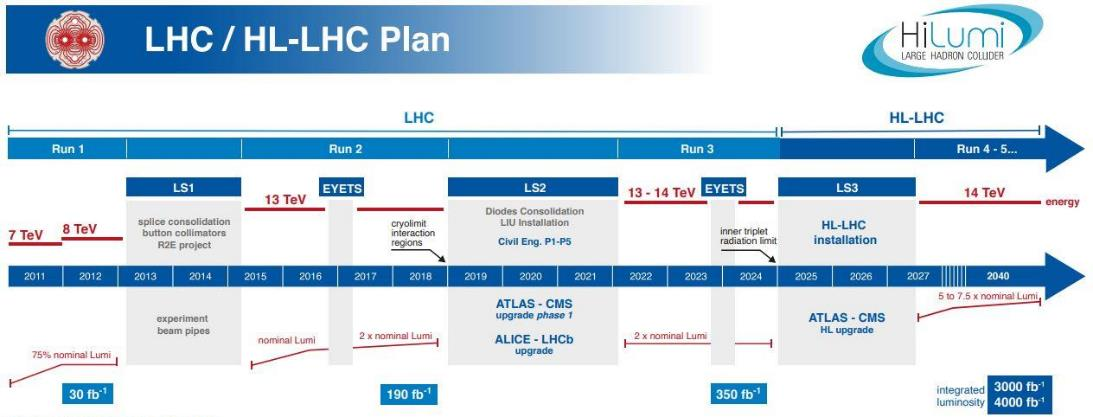 LHC / HL-LHC Plan
HiLumi
LARGE HADRON COLLIDER
LHC
HL-LHC
Run 1
Run 2
Run 3
Run 4 - 5...
LS1
EYETS
LS2
EYETS
LS3
13 TeV
13 - 14 TeV
14 TeV
energy
7 TeV
8 TeV
splice consolidation
button collimators
R2E project
cryolimit
interaction
regions
Diodes Consolidation
LIU Installation
Civil Eng. P1-P5
inner triplet
radiation limit
HL-LHC
installation
2011 2012 2013 2014 2015 2016 2017 2018 2019 2020 2021 2022 2023 2024 2025 2026 2027 2040
5 to 7.5 x nominal Lumi
experiment
beam pipes
ATLAS - CMS
upgrade phase 1
ALICE - LHCb
upgrade
ATLAS - CMS
HL upgrade
75% nominal Lumi
nominal Lumi
2 x nominal Lumi
2 x nominal Lumi
30 fb-1
190 fb-1
350 fb-1
integrated
luminosity
3000 fb-1
4000 fb-1